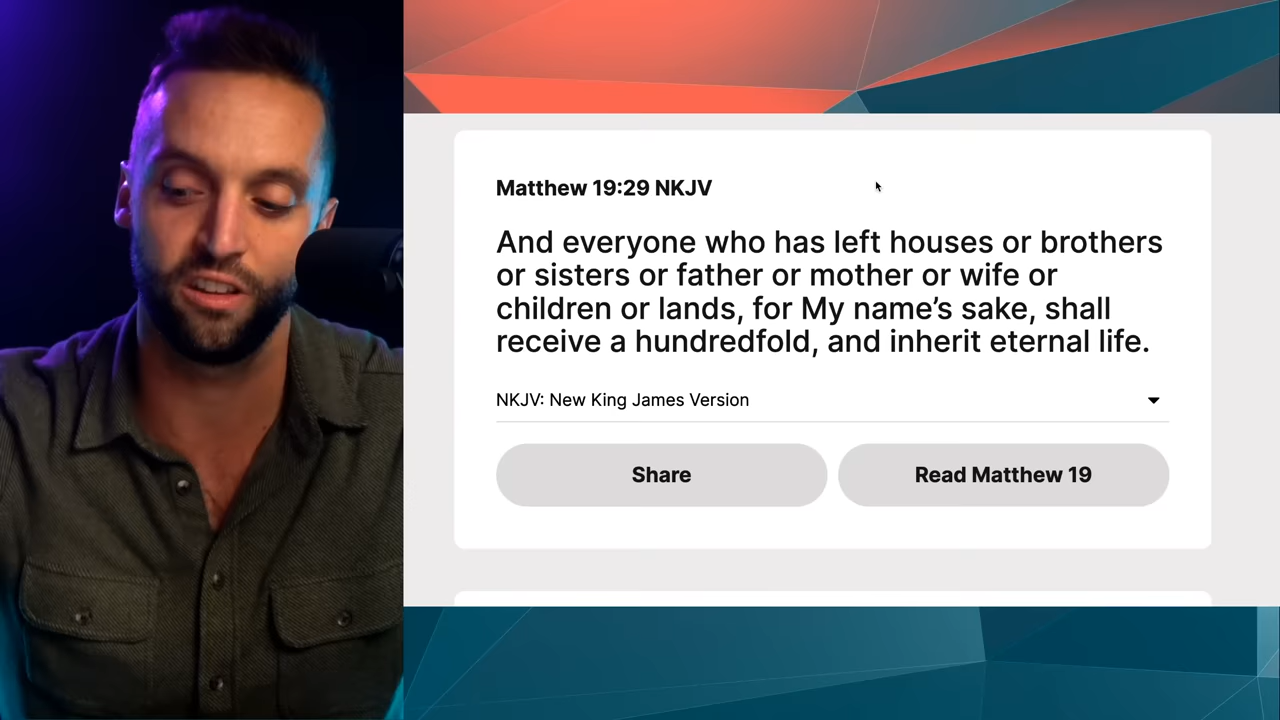 Matthew 19:29 NKJV
And everyone who has left houses or brothers
or sisters or father or mother or wife or
children or lands, for My name’s sake, shall
receive a hundredfold, and inherit eternal life.
NKJV: New King James Version
Share
Read Matthew 19